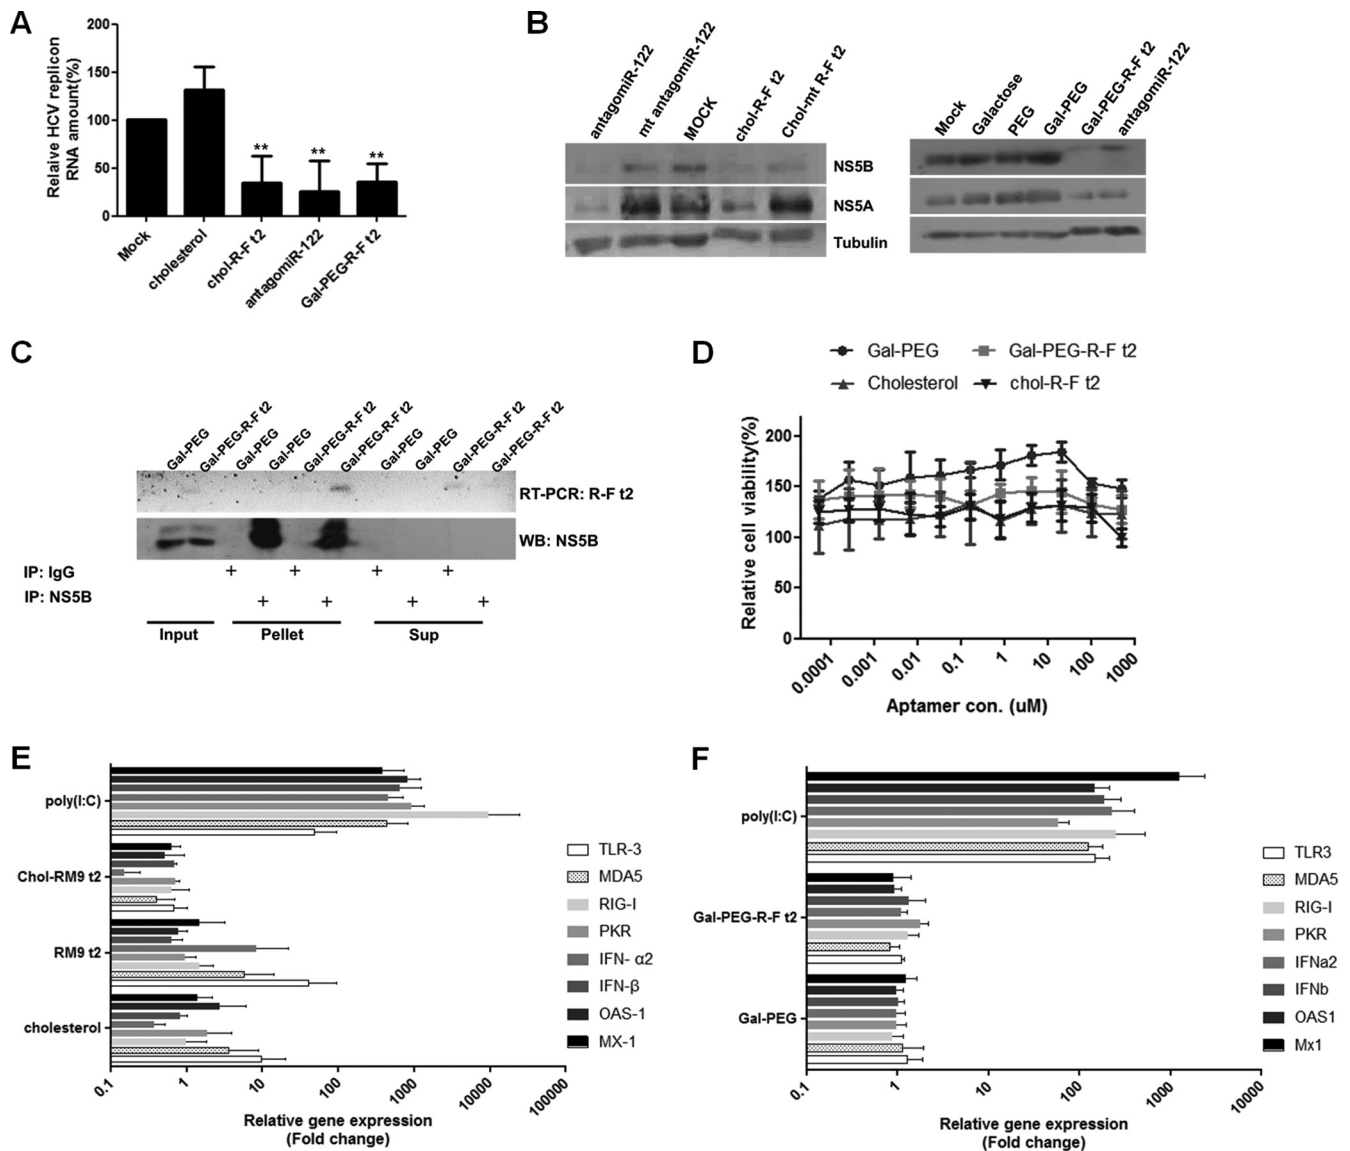 A
Relaive HCV replicon
RNA amount(%)
200
150
100
50
0
**
**
**
Mock
cholesterol
chol-R-F t2
antagomiR-122
Gal-PEG-R-F t2
B
antagomiR-122
mt antagomiR-122
MOCK
chol-R-F t2
Chol-mt R-F t2
NS5B
NS5A
Tubulin
Mock
Galactose
PEG
Gal-PEG
Gal-PEG-R-F t2
antagomiR-122
C
Gal-PEG
Gal-PEG-R-F t2
Gal-PEG
Gal-PEG
Gal-PEG-R-F t2
Gal-PEG-R-F t2
Gal-PEG
Gal-PEG
Gal-PEG-R-F t2
Gal-PEG-R-F t2
RT-PCR: R-F t2
WB: NS5B
IP: IgG + + + +
IP: NS5B + + + +
Input Pellet Sup
D
Gal-PEG
Gal-PEG-R-F t2
Cholesterol
chol-R-F t2
Relative cell viability(%)
200
150
100
50
0
0.0001
0.001
0.01
0.1
1
10
100
1000
Aptamer con. (uM)
E
poly(I:C)
Chol-RM9 t2
RM9 t2
cholesterol
0.1
1
10
100
1000
10000
100000
Relative gene expression
(Fold change)
TLR-3
MDA5
RIG-I
PKR
IFN- α2
IFN-β
OAS-1
MX-1
F
poly(I:C)
Gal-PEG-R-F t2
Gal-PEG
0.1
1
10
100
1000
10000
Relative gene expression
(Fold change)
TLR3
MDA5
RIG-I
PKR
IFNa2
IFNb
OAS1
Mx1